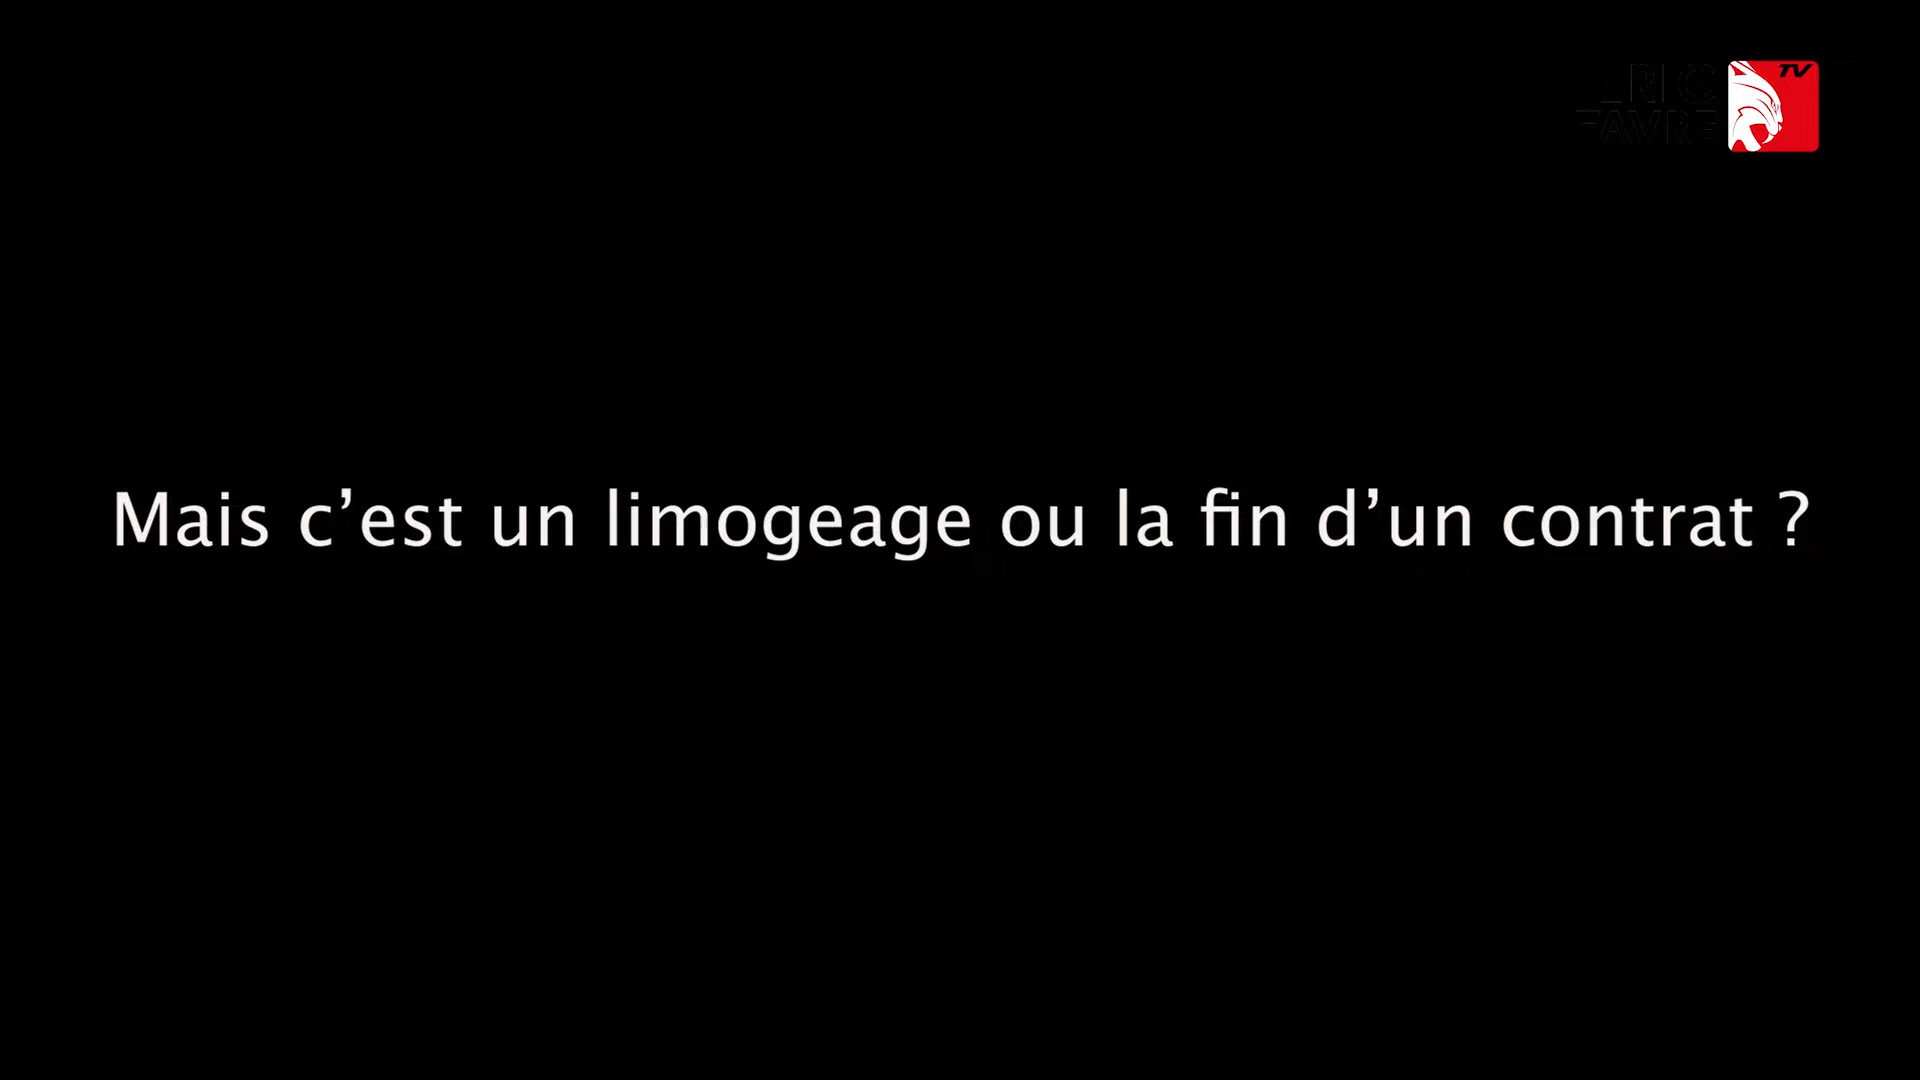 ERIC
FAVRE
TV
Mais c’est un limogeage ou la fin d’un contrat ?